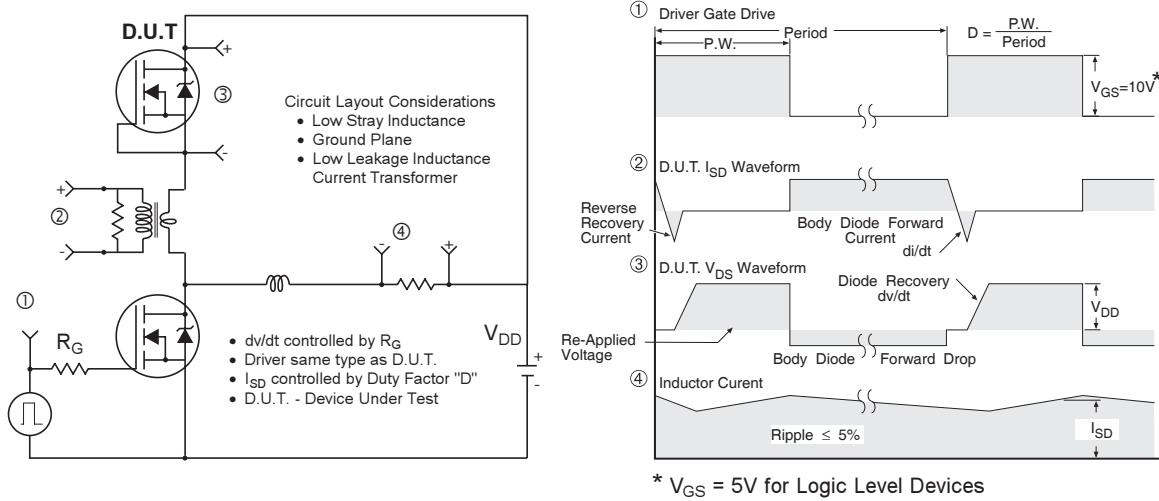 D.U.T
+
③
-
Circuit Layout Considerations
• Low Stray Inductance
• Ground Plane
• Low Leakage Inductance
Current Transformer
+
②
-
④
- +
①
R_G
V_DD
+
-
• dv/dt controlled by R_G
• Driver same type as D.U.T.
• I_SD controlled by Duty Factor "D"
• D.U.T. - Device Under Test
① Driver Gate Drive
P.W.
Period
D = P.W. / Period
V_GS=10V*
② D.U.T. I_SD Waveform
Reverse
Recovery
Current
Body Diode Forward
Current
di/dt
③ D.U.T. V_DS Waveform
Diode Recovery
dv/dt
V_DD
Re-Applied
Voltage
Body Diode Forward Drop
④ Inductor Curent
Ripple ≤ 5%
I_SD
* V_GS = 5V for Logic Level Devices